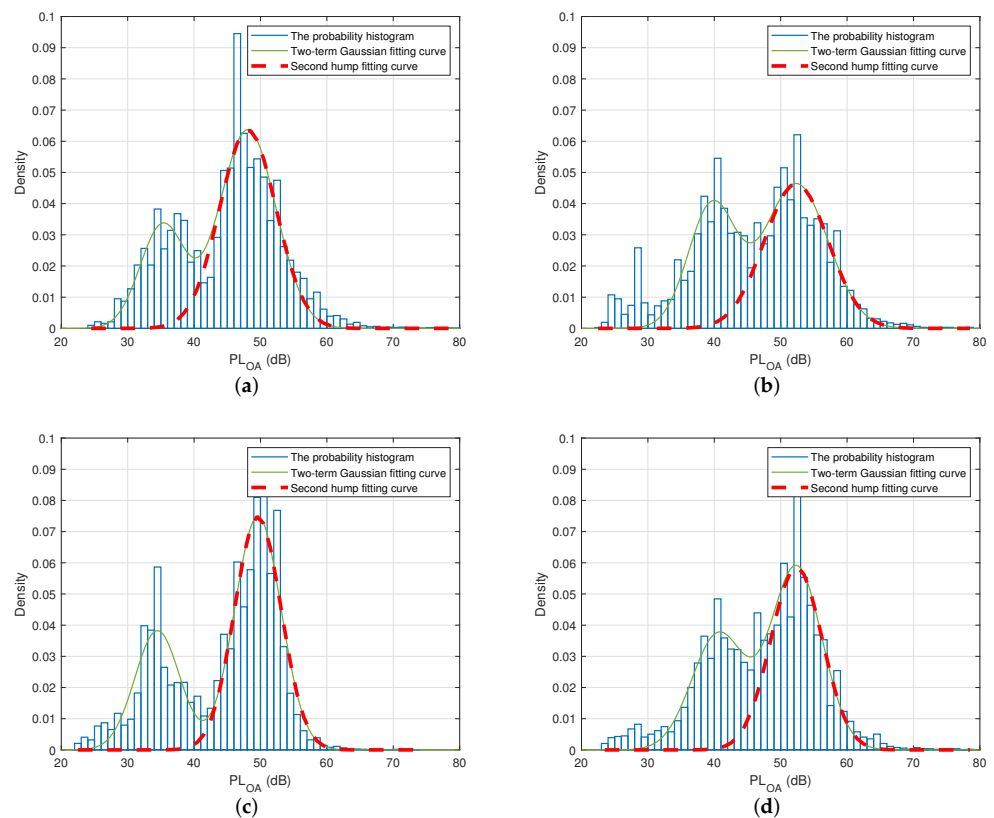 0.1
0.09
0.08
0.07
0.06
0.05
0.04
0.03
0.02
0.01
0
Density
The probability histogram
Two-term Gaussian fitting curve
Second hump fitting curve
20 30 40 50 60 70 80
PL_OA (dB)
(a)
0.1
0.09
0.08
0.07
0.06
0.05
0.04
0.03
0.02
0.01
0
Density
The probability histogram
Two-term Gaussian fitting curve
Second hump fitting curve
20 30 40 50 60 70 80
PL_OA (dB)
(b)
0.1
0.09
0.08
0.07
0.06
0.05
0.04
0.03
0.02
0.01
0
Density
The probability histogram
Two-term Gaussian fitting curve
Second hump fitting curve
20 30 40 50 60 70 80
PL_OA (dB)
(c)
0.1
0.09
0.08
0.07
0.06
0.05
0.04
0.03
0.02
0.01
0
Density
The probability histogram
Two-term Gaussian fitting curve
Second hump fitting curve
20 30 40 50 60 70 80
PL_OA (dB)
(d)